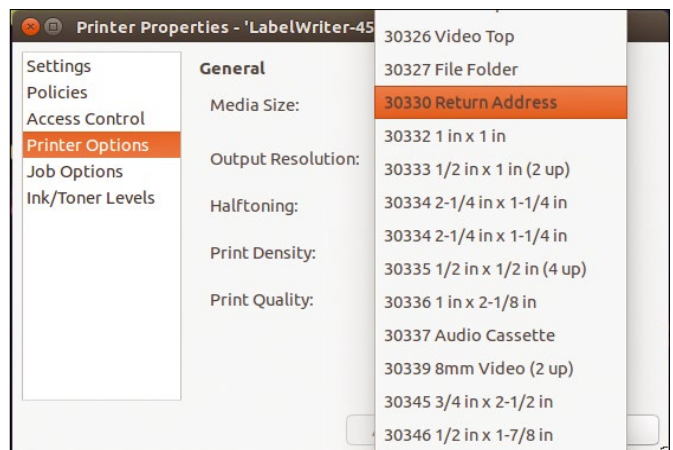 Printer Properties - 'LabelWriter-45
Settings
Policies
Access Control
Printer Options
Job Options
Ink/Toner Levels
General
Media Size:
Output Resolution:
Halftoning:
Print Density:
Print Quality:
30326 Video Top
30327 File Folder
30330 Return Address
30332 1 in x 1 in
30333 1/2 in x 1 in (2 up)
30334 2-1/4 in x 1-1/4 in
30334 2-1/4 in x 1-1/4 in
30335 1/2 in x 1/2 in (4 up)
30336 1 in x 2-1/8 in
30337 Audio Cassette
30339 8mm Video (2 up)
30345 3/4 in x 2-1/2 in
30346 1/2 in x 1-7/8 in